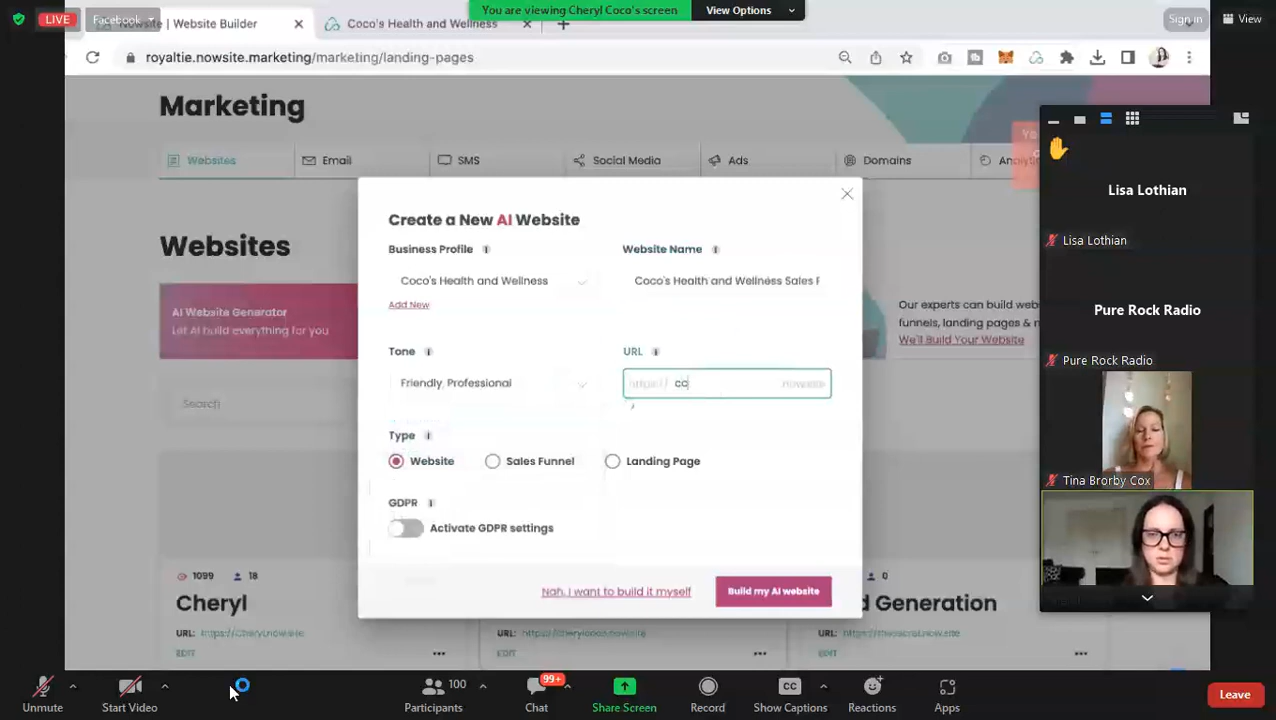 LIVE
Facebook
You are viewing Cheryl Coco's screen
View Options
Sign in
View
Nowsite | Website Builder
Coco's Health and Wellness
royaltie.nowsite.marketing/marketing/landing-pages
Marketing
Websites
Email
SMS
Social Media
Ads
Domains
Websites
AI Website Generator
Let AI build everything for you
Our experts can build
funnels, landing pages &
We'll Build Your Website
Search
Create a New AI Website
Business Profile
Website Name
Coco's Health and Wellness
Coco's Health and Wellness Sales
Add New
Tone
URL
Friendly, Professional
https:// co
Type
Website
Sales Funnel
Landing Page
GDPR
Activate GDPR settings
Nah, I want to build it myself
Build my AI website
1099 18
0
Cheryl
Generation
URL: https://Cheryl.now.site
URL:
URL:
EDIT
EDIT
EDIT
Lisa Lothian
Lisa Lothian
Pure Rock Radio
Pure Rock Radio
Tina Brorby Cox
99+
100
Unmute
Start Video
Participants
Chat
Share Screen
Record
CC
Show Captions
Reactions
Apps
Leave